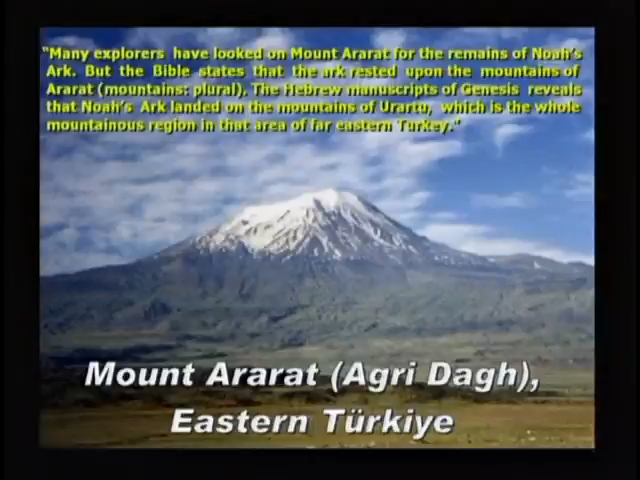 "Many explorers have looked on Mount Ararat for the remains of Noah's
Ark. But the Bible states that the ark rested upon the mountains of
Ararat (mountains: plural). The Hebrew manuscripts of Genesis reveals
that Noah's Ark landed on the mountains of Urartu, which is the whole
mountainous region in that area of far eastern Turkey."
Mount Ararat (Agri Dagh),
Eastern Türkiye